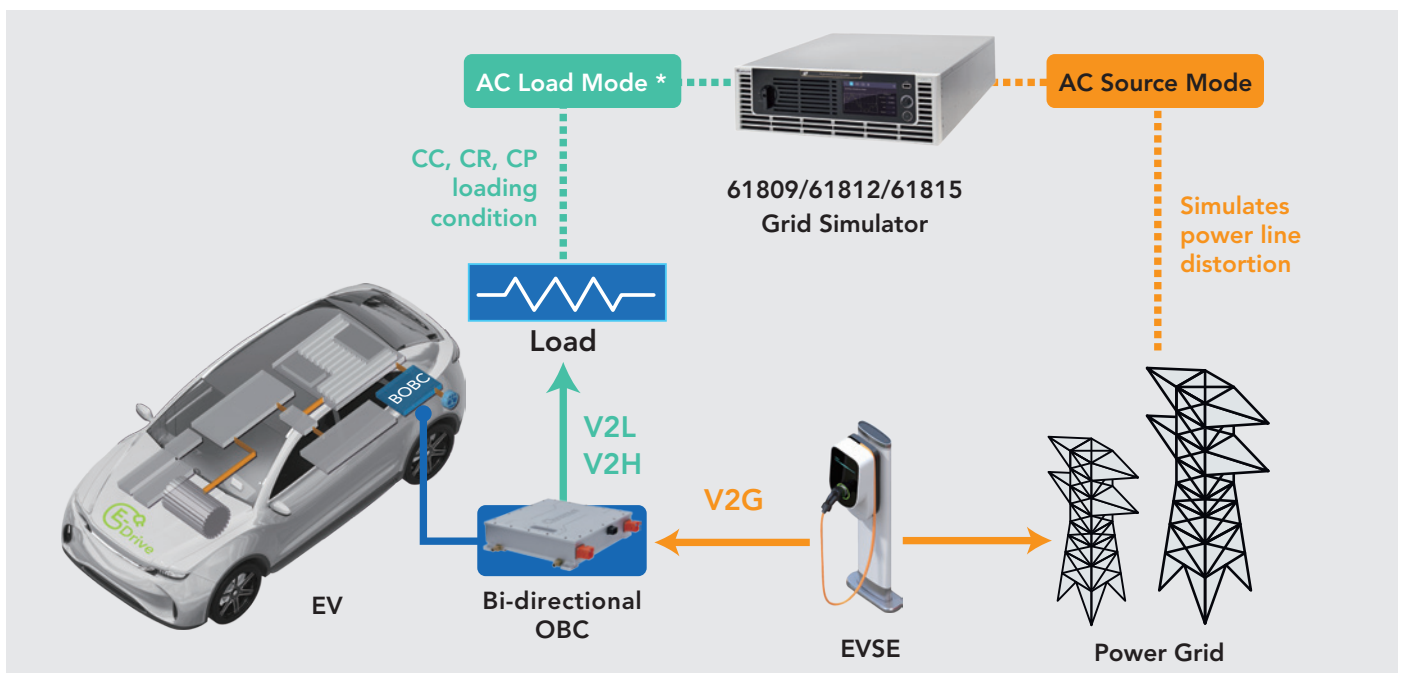 AC Load Mode *
AC Source Mode
CC, CR, CP
loading
condition
61809/61812/61815
Grid Simulator
Simulates
power line
distortion
Load
BOBC
V2L
V2H
V2G
E
Drive
EV
Bi-directional
OBC
EVSE
Power Grid